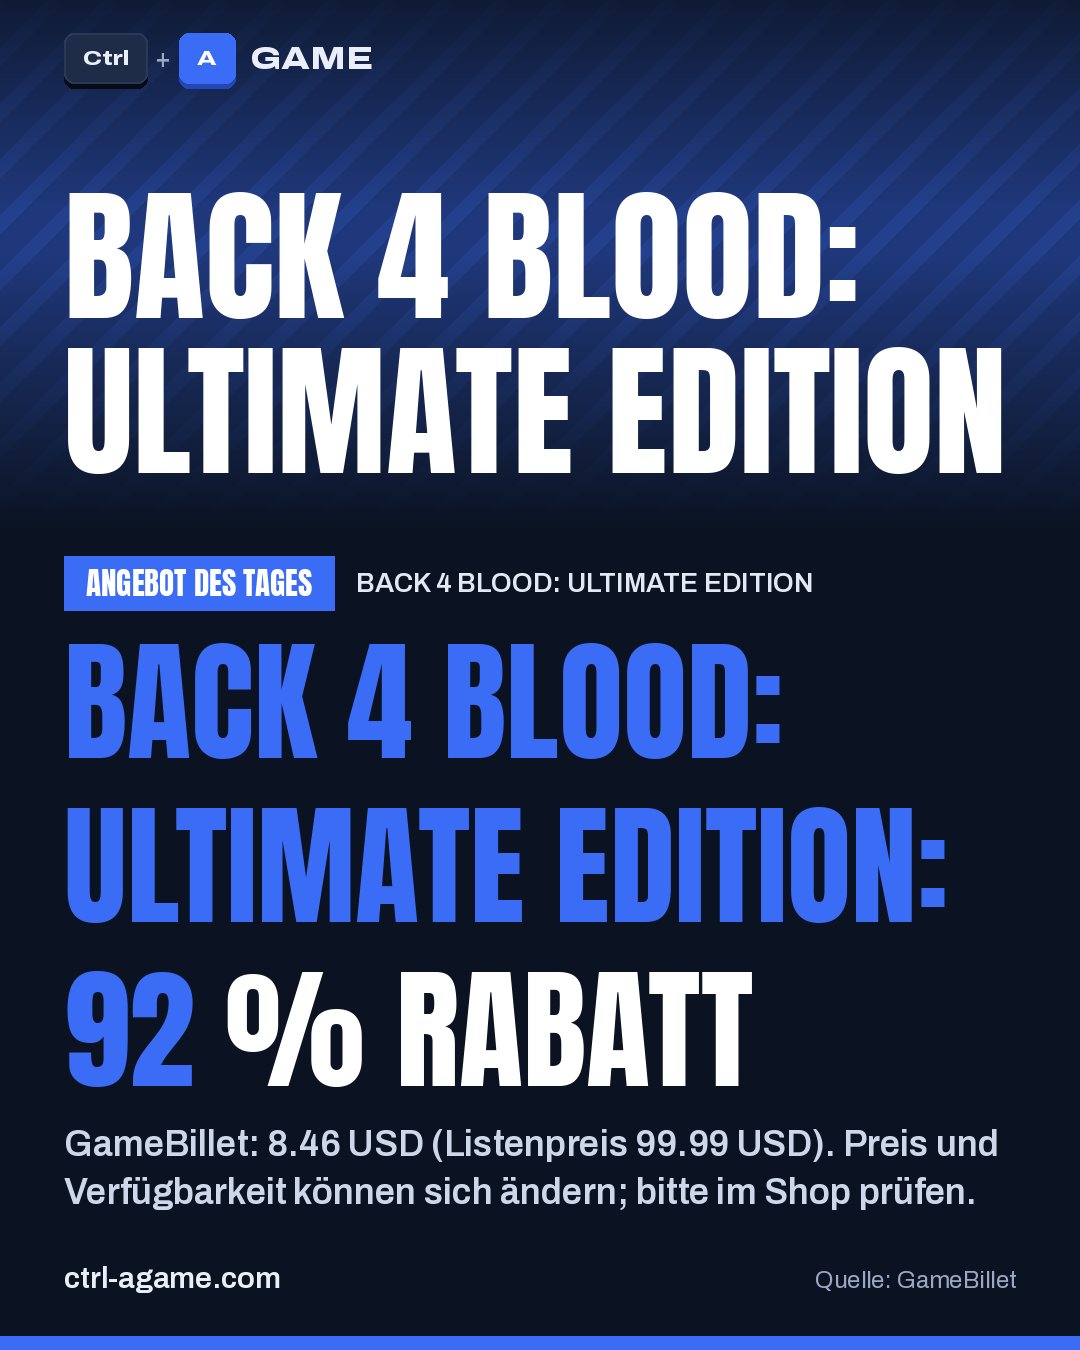 Ctrl + A GAME
BACK 4 BLOOD:
ULTIMATE EDITION
ANGEBOT DES TAGES BACK 4 BLOOD: ULTIMATE EDITION
BACK 4 BLOOD:
ULTIMATE EDITION:
92 % RABATT
GameBillet: 8.46 USD (Listenpreis 99.99 USD). Preis und
Verfügbarkeit können sich ändern; bitte im Shop prüfen.
ctrl-agame.com Quelle: GameBillet